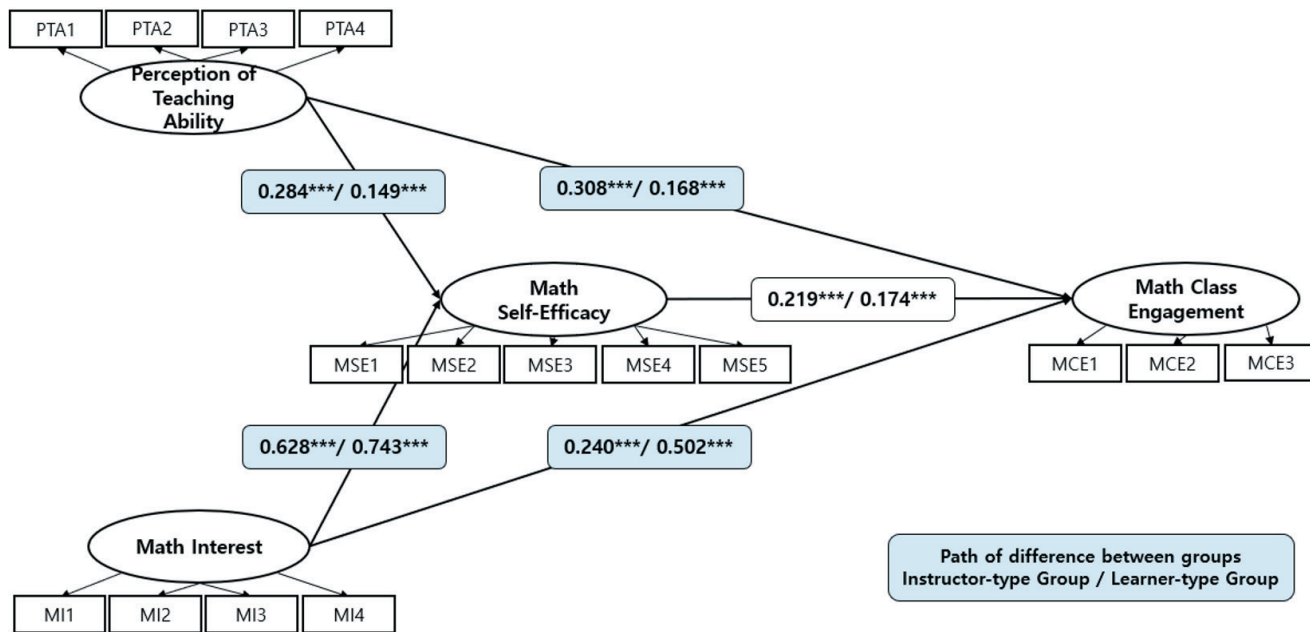 PTA1
PTA2
PTA3
PTA4
Perception of
Teaching
Ability
0.284***/ 0.149***
0.308***/ 0.168***
Math
Self-Efficacy
0.219***/ 0.174***
Math Class
Engagement
MSE1
MSE2
MSE3
MSE4
MSE5
MCE1
MCE2
MCE3
0.628***/ 0.743***
0.240***/ 0.502***
Math Interest
Path of difference between groups
Instructor-type Group / Learner-type Group
MI1
MI2
MI3
MI4